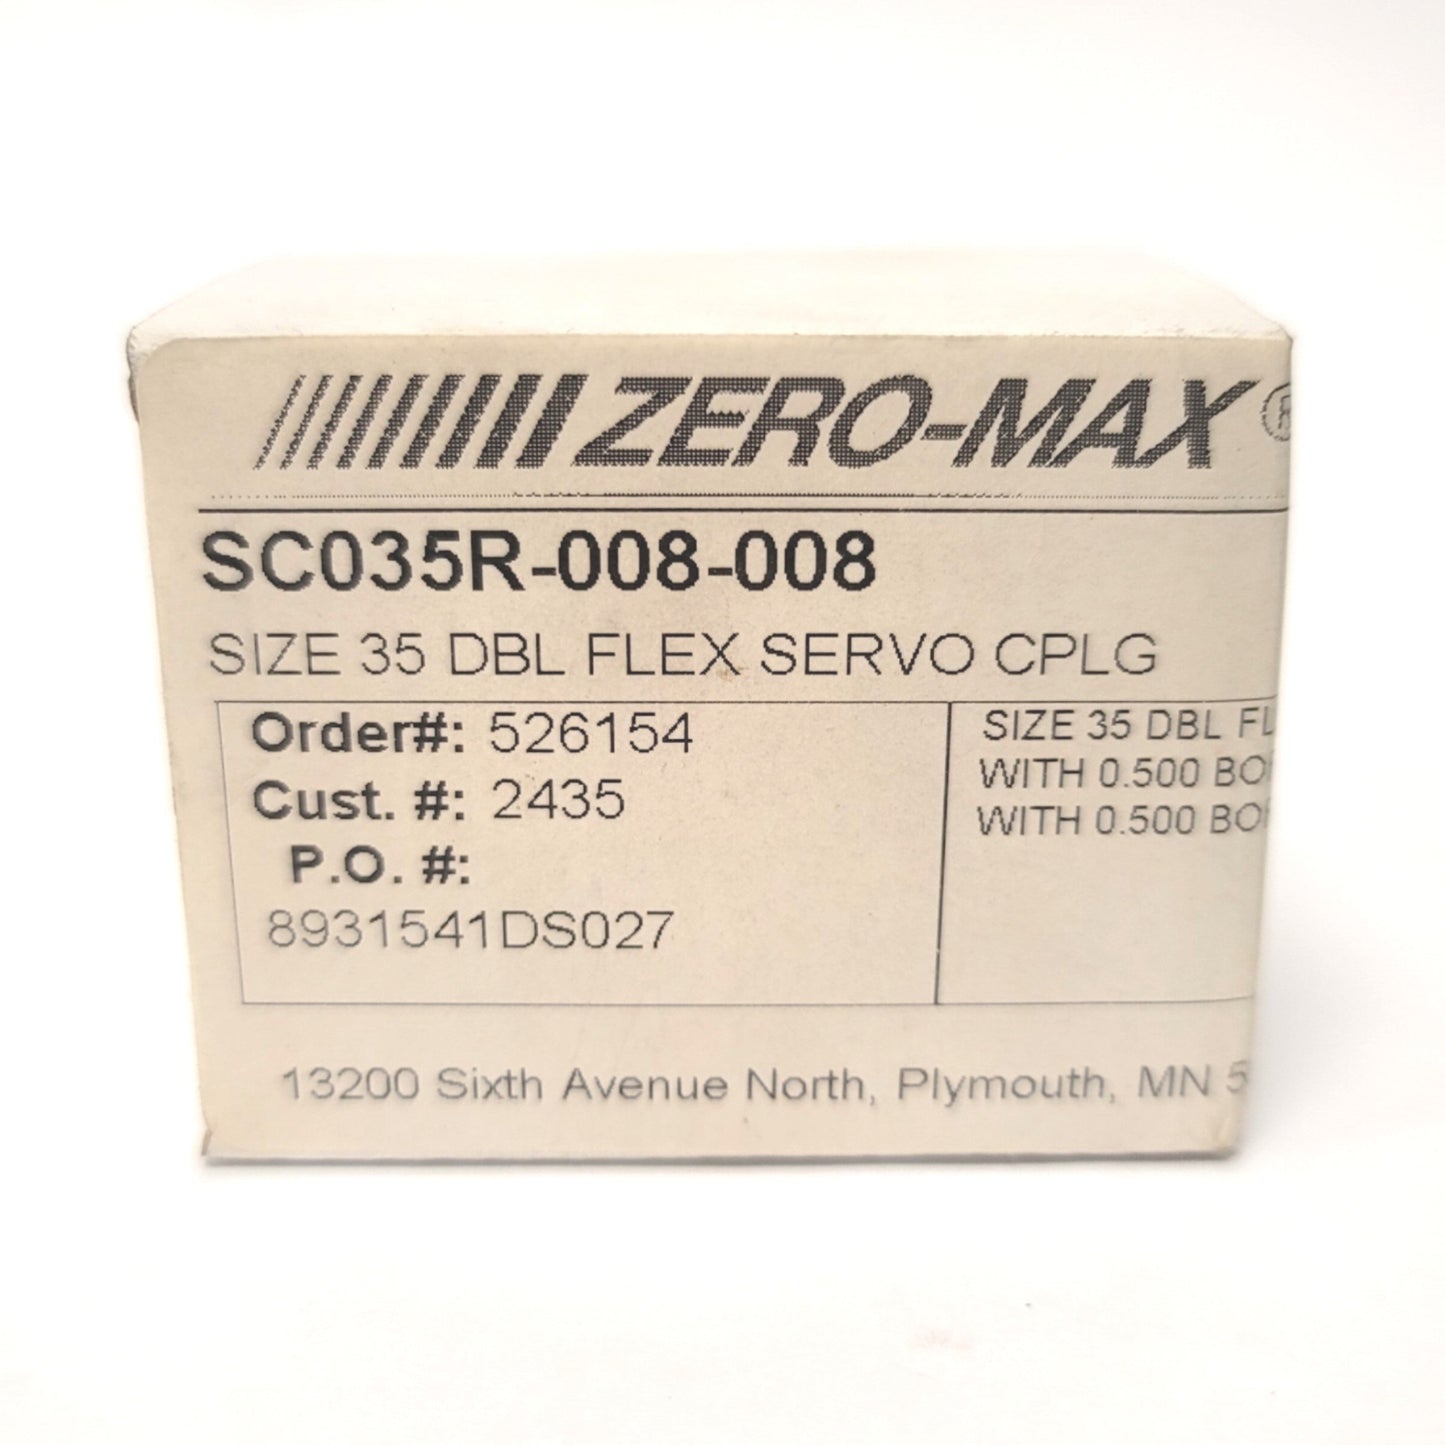 ZERO-MAX®
SC035R-008-008
SIZE 35 DBL FLEX SERVO CPLG
Order#: 526154
Cust. #: 2435
P.O. #:
8931541DS027
SIZE 35 DBL
WITH 0.500
WITH 0.500
13200 Sixth Avenue North, Plymouth, MN